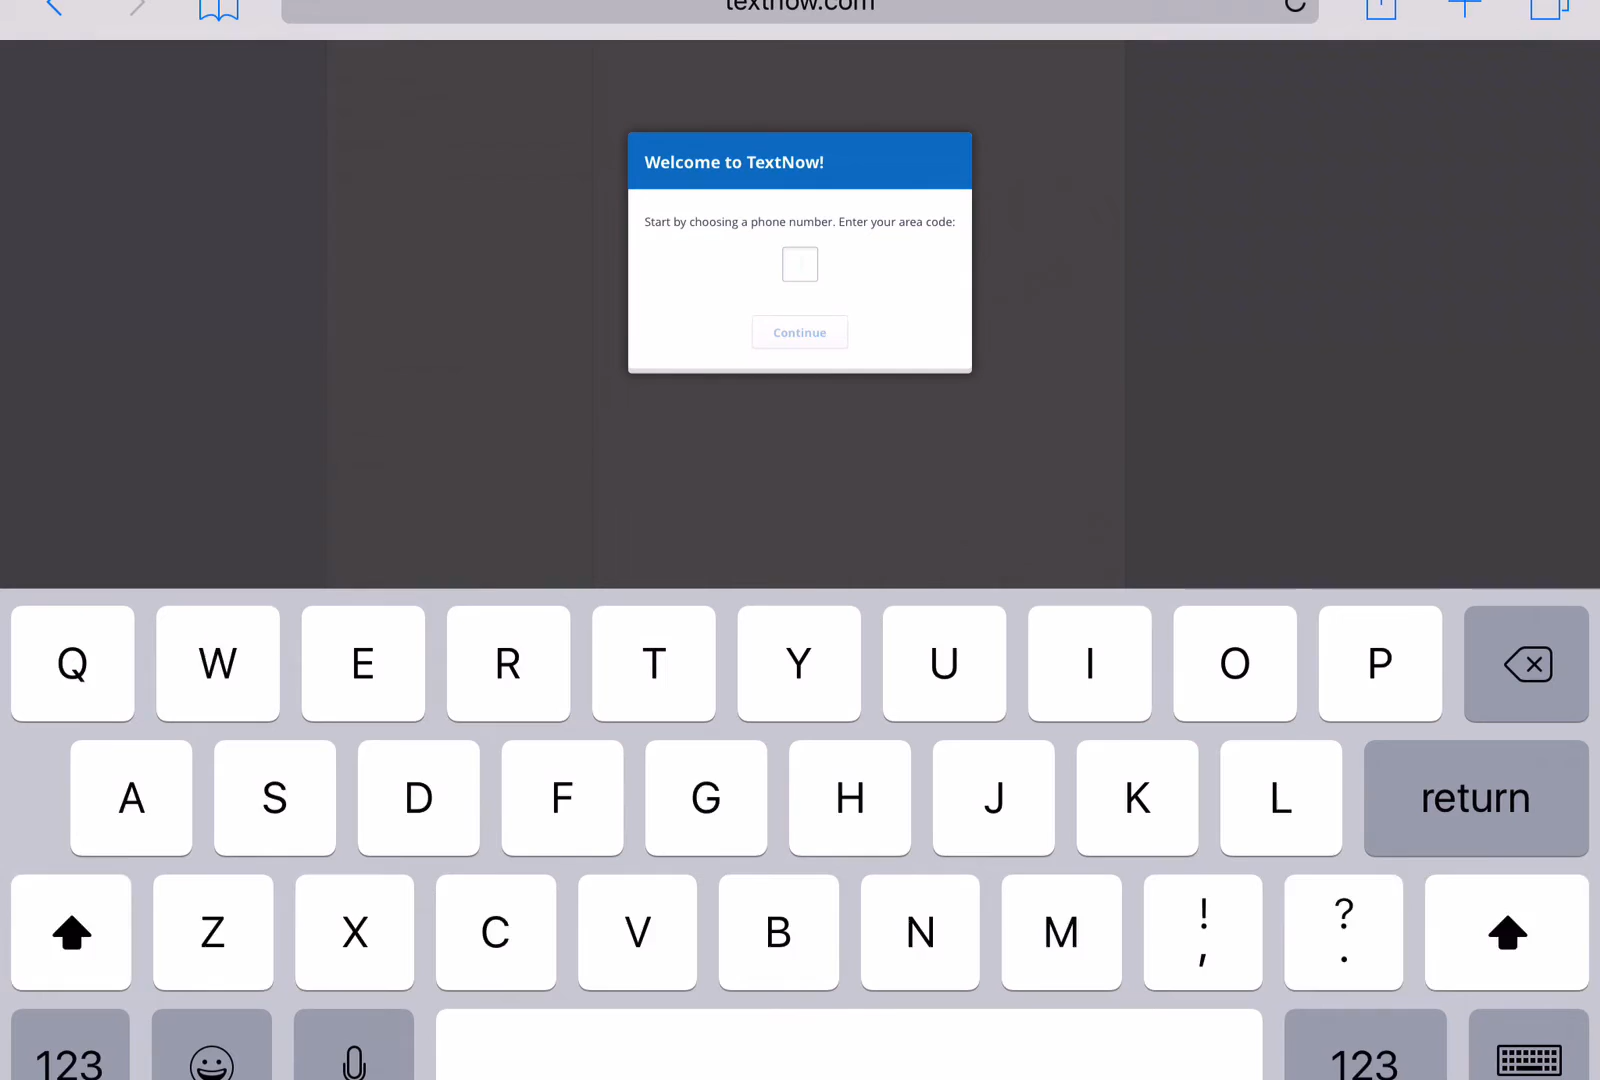 textnow.com
Welcome to TextNow!
Start by choosing a phone number. Enter your area code:
Continue
Q W E R T Y U I O P
A S D F G H J K L return
Z X C V B N M ! , ? .
123 123